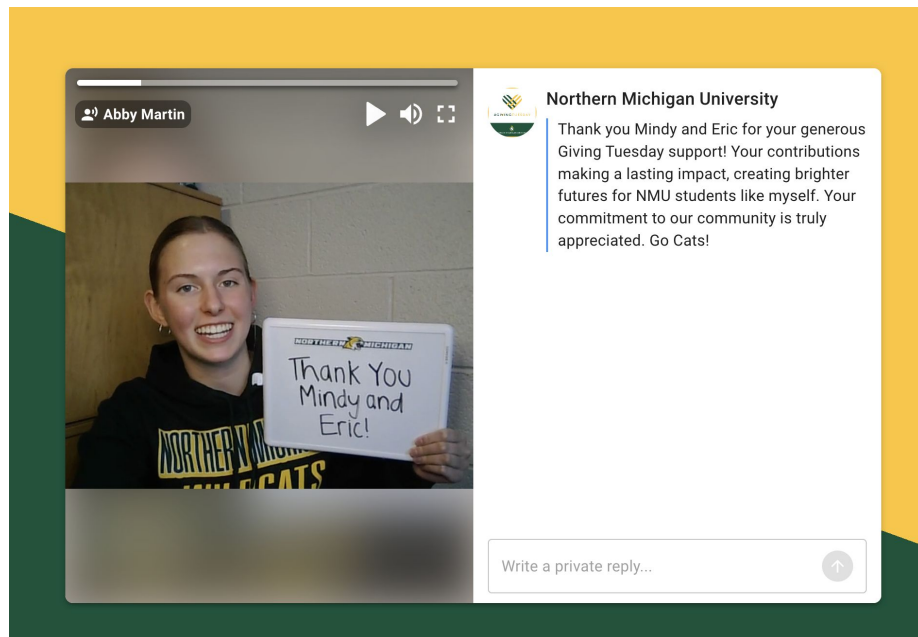 Abby Martin
NORTHERN MICHIGAN
Thank You
Mindy and
Eric!
NORTHERN
Northern Michigan University
Thank you Mindy and Eric for your generous
Giving Tuesday support! Your contributions
making a lasting impact, creating brighter
futures for NMU students like myself. Your
commitment to our community is truly
appreciated. Go Cats!
Write a private reply...